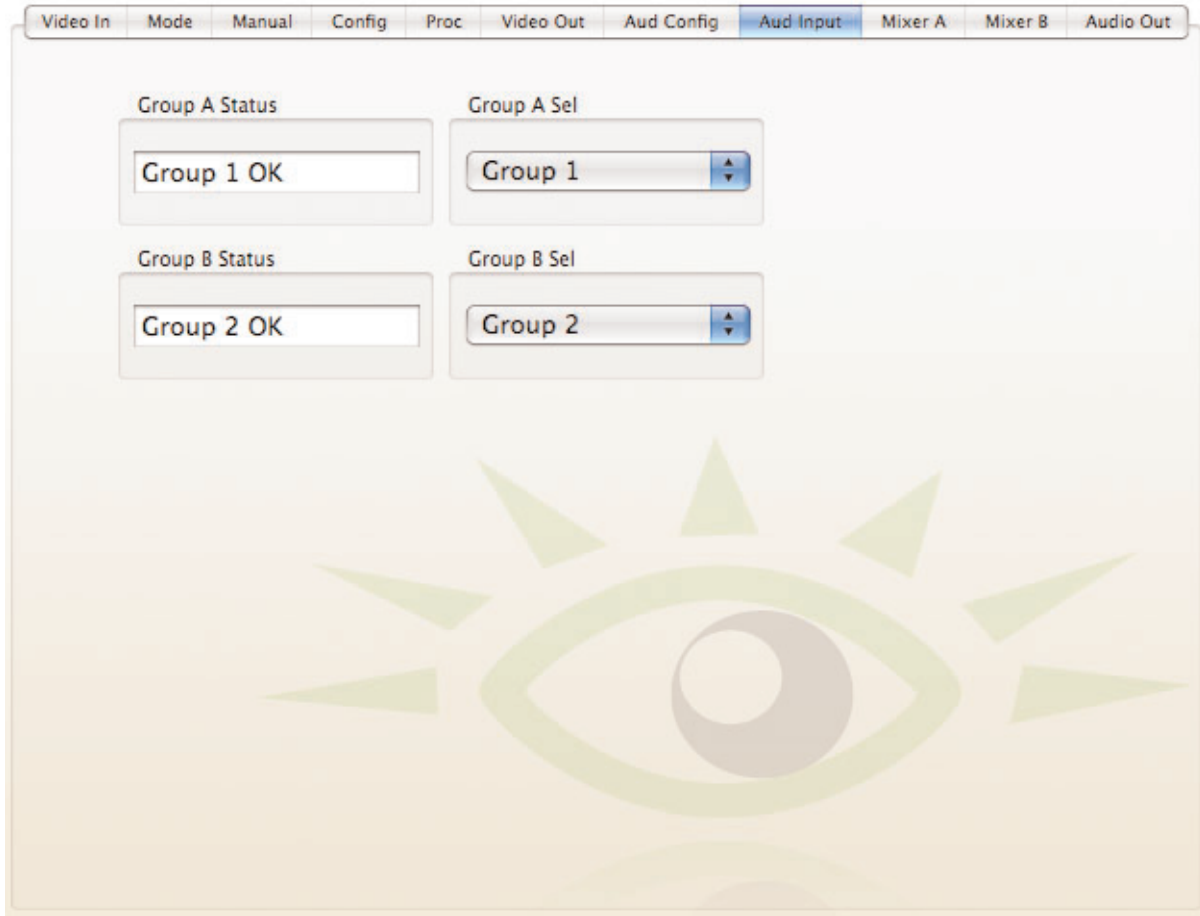 Video In Mode Manual Config Proc Video Out Aud Config Aud Input Mixer A Mixer B Audio Out
Group A Status Group A Sel
Group 1 OK Group 1
Group B Status Group B Sel
Group 2 OK Group 2